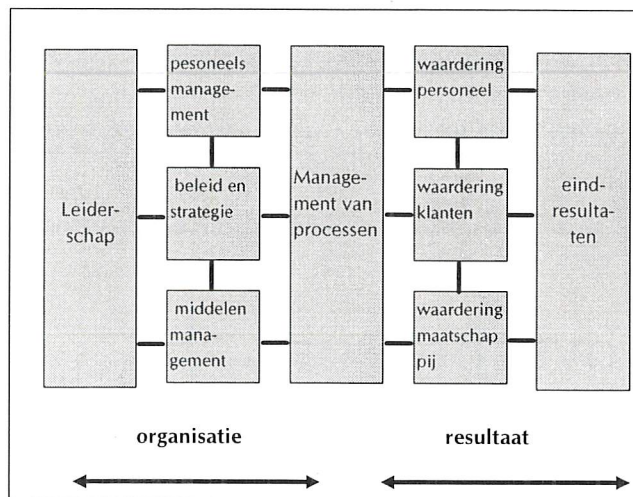 Leider-
schap
pesoneels
manage-
ment
beleid en
strategie
middelen
mana-
gement
Manage-
ment van
processen
waardering
personeel
waardering
klanten
waardering
maatschap
pij
eind-
resulta-
ten
organisatie
resultaat